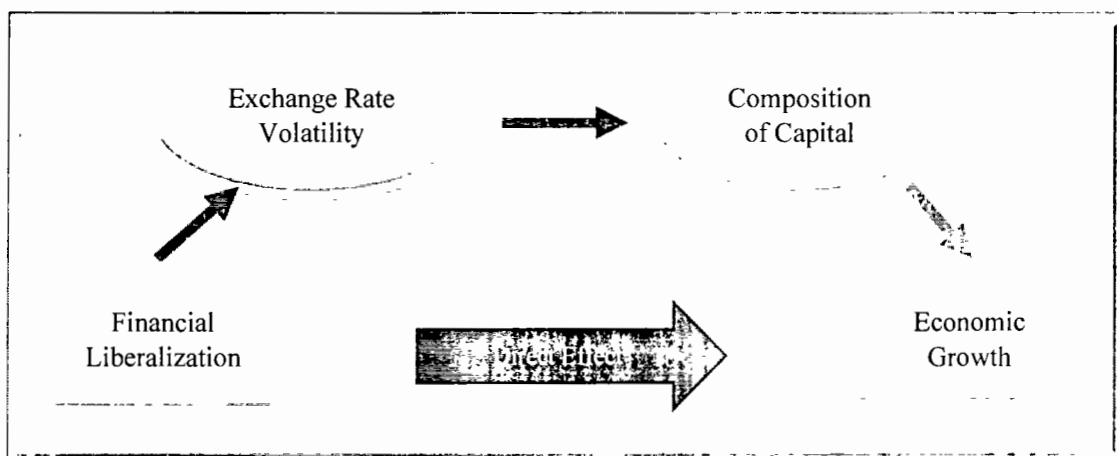 Exchange Rate
Volatility
Composition
of Capital
Financial
Liberalization
Direct Effect
Economic
Growth